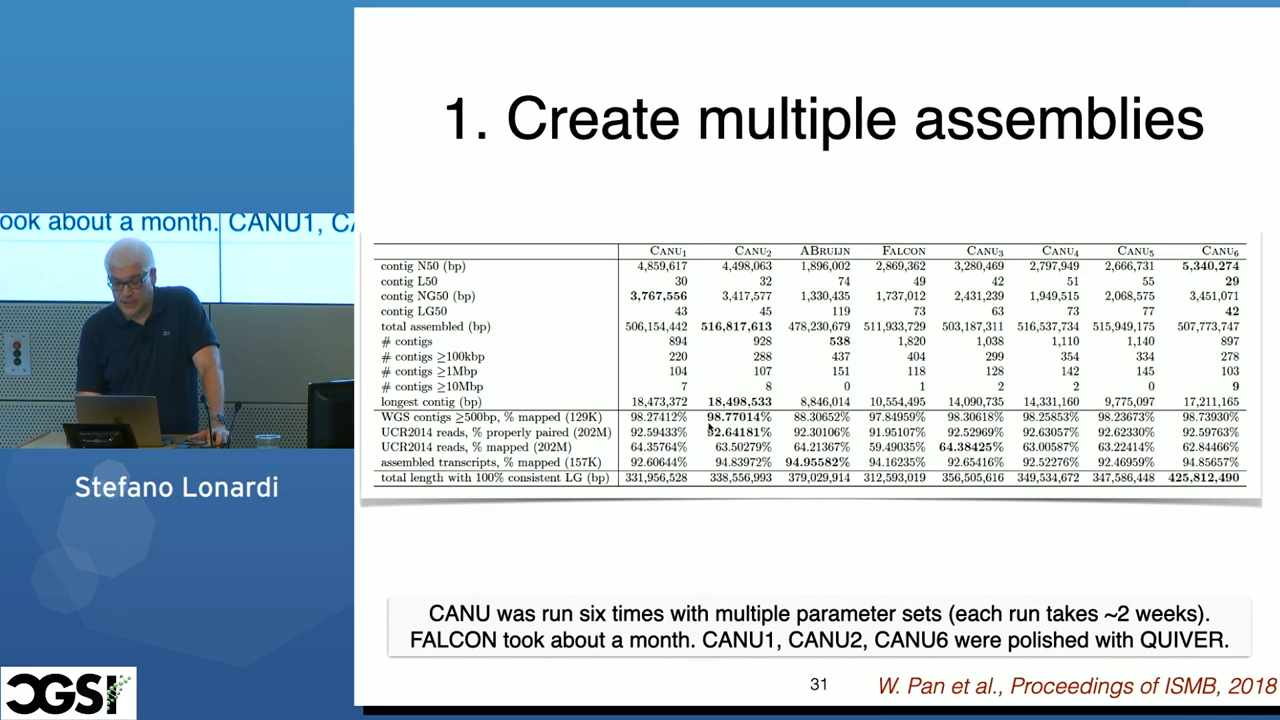 1. Create multiple assemblies
ook about a month. CANU1, CA
CANU1 CANU2 ABRUIJN FALCON CANU3 CANU4 CANU5 CANU6
contig N50 (bp) 4,859,617 4,498,063 1,896,002 2,869,362 3,280,469 2,797,949 2,666,731 5,340,274
contig L50 30 32 74 49 42 51 55 29
contig NG50 (bp) 3,767,556 3,417,577 1,330,435 1,737,012 2,431,239 1,949,515 2,068,575 3,451,071
contig LG50 43 45 119 73 63 73 77 42
total assembled (bp) 506,154,442 516,817,613 478,230,679 511,933,729 503,187,311 516,537,734 515,949,175 507,773,747
# contigs 894 928 538 1,820 1,038 1,110 1,140 897
# contigs ≥100kbp 220 288 437 404 299 354 334 278
# contigs ≥1Mbp 104 107 151 118 128 142 145 103
# contigs ≥10Mbp 7 8 0 1 2 2 0 9
longest contig (bp) 18,473,372 18,498,533 8,846,014 10,554,495 14,090,735 14,331,160 9,775,097 17,211,165
WGS contigs ≥500bp, % mapped (129K) 98.27412% 98.77014% 88.30652% 97.84959% 98.30618% 98.25853% 98.23673% 98.73930%
UCR2014 reads, % properly paired (202M) 92.59433% 92.64181% 92.30106% 91.95107% 92.52969% 92.63057% 92.62330% 92.59763%
UCR2014 reads, % mapped (202M) 64.35764% 63.50279% 64.21367% 59.49035% 64.38425% 63.00587% 63.22414% 62.84466%
assembled transcripts, % mapped (157K) 92.60644% 94.83972% 94.95582% 94.16235% 92.65416% 92.52276% 92.46959% 94.85657%
total length with 100% consistent LG (bp) 331,956,528 338,556,993 379,029,914 312,593,019 356,505,616 349,534,672 347,586,448 425,812,490
Stefano Lonardi
CANU was run six times with multiple parameter sets (each run takes ~2 weeks).
FALCON took about a month. CANU1, CANU2, CANU6 were polished with QUIVER.
CGSI
31
W. Pan et al., Proceedings of ISMB, 2018